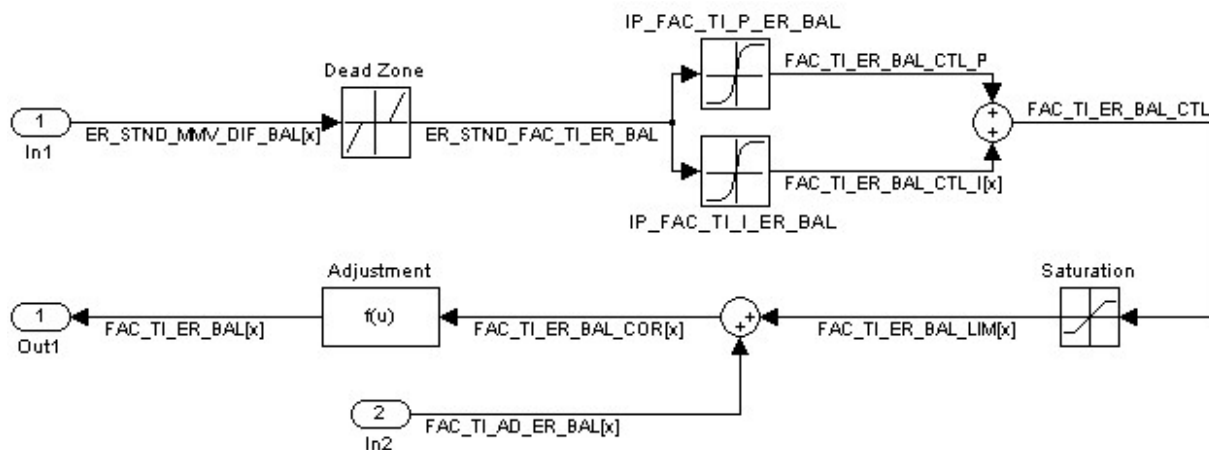 IP_FAC_TI_P_ER_BAL
FAC_TI_ER_BAL_CTL_P
Dead Zone
1
In1
ER_STND_MMV_DIF_BAL[x]
ER_STND_FAC_TI_ER_BAL
+
+
FAC_TI_ER_BAL_CTL
FAC_TI_ER_BAL_CTL_I[x]
IP_FAC_TI_I_ER_BAL
Adjustment
Saturation
1
Out1
FAC_TI_ER_BAL[x]
f(u)
FAC_TI_ER_BAL_COR[x]
+
+
FAC_TI_ER_BAL_LIM[x]
2
In2
FAC_TI_AD_ER_BAL[x]